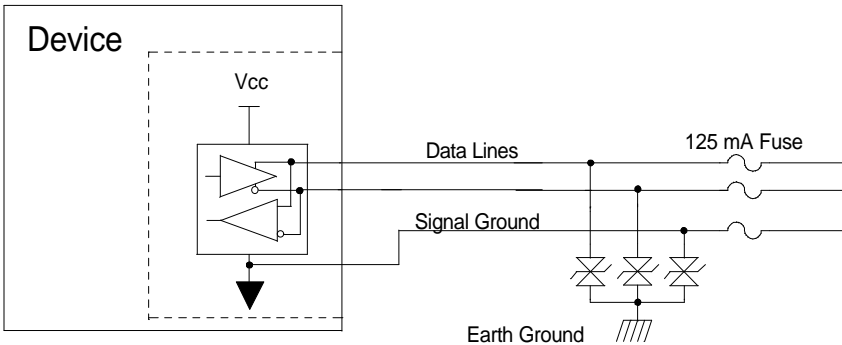 Device
Vcc
Data Lines
125 mA Fuse
Signal Ground
Earth Ground